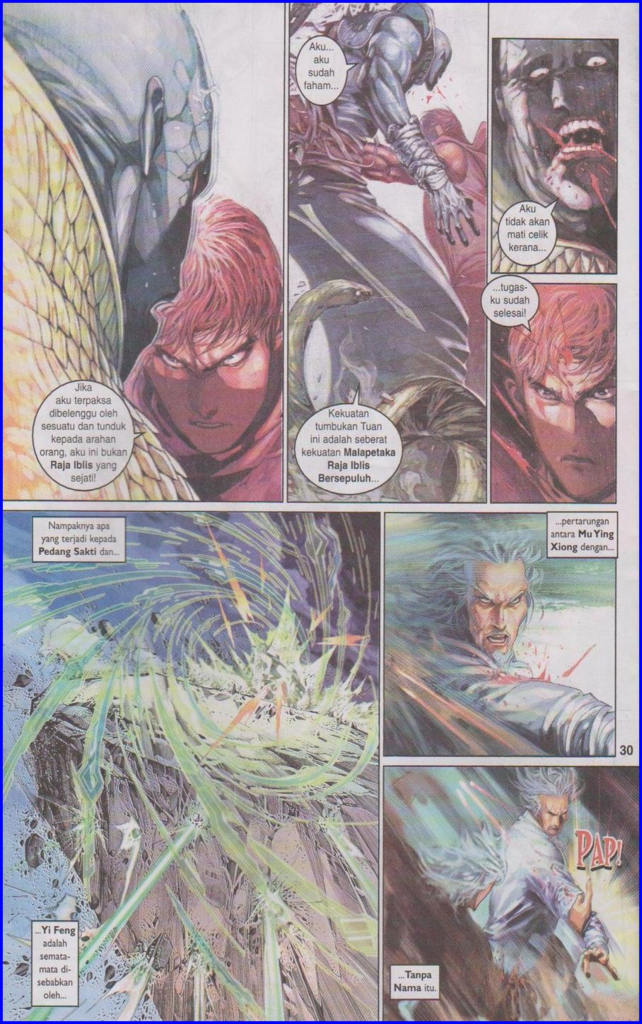 Jika
aku terpaksa
dibelenggu oleh
sesuatu dan tunduk
kepada arahan
orang, aku ini bukan
Raja Iblis yang
sejati!
Aku...
aku
sudah
faham...
Kekuatan
tumbukan Tuan
ini adalah seberat
kekuatan Malapetaka
Raja Iblis
Bersepuluh...
Aku
tidak akan
mati celik
kerana...
...tugas-
ku sudah
selesai!
Nampaknya apa
yang terjadi kepada
Pedang Sakti dan...
...Yi Feng
adalah
semata-
mata di-
sebabkan
oleh...
...pertarungan
antara Mu Ying
Xiong dengan...
30
PAP!
...Tanpa
Nama itu.